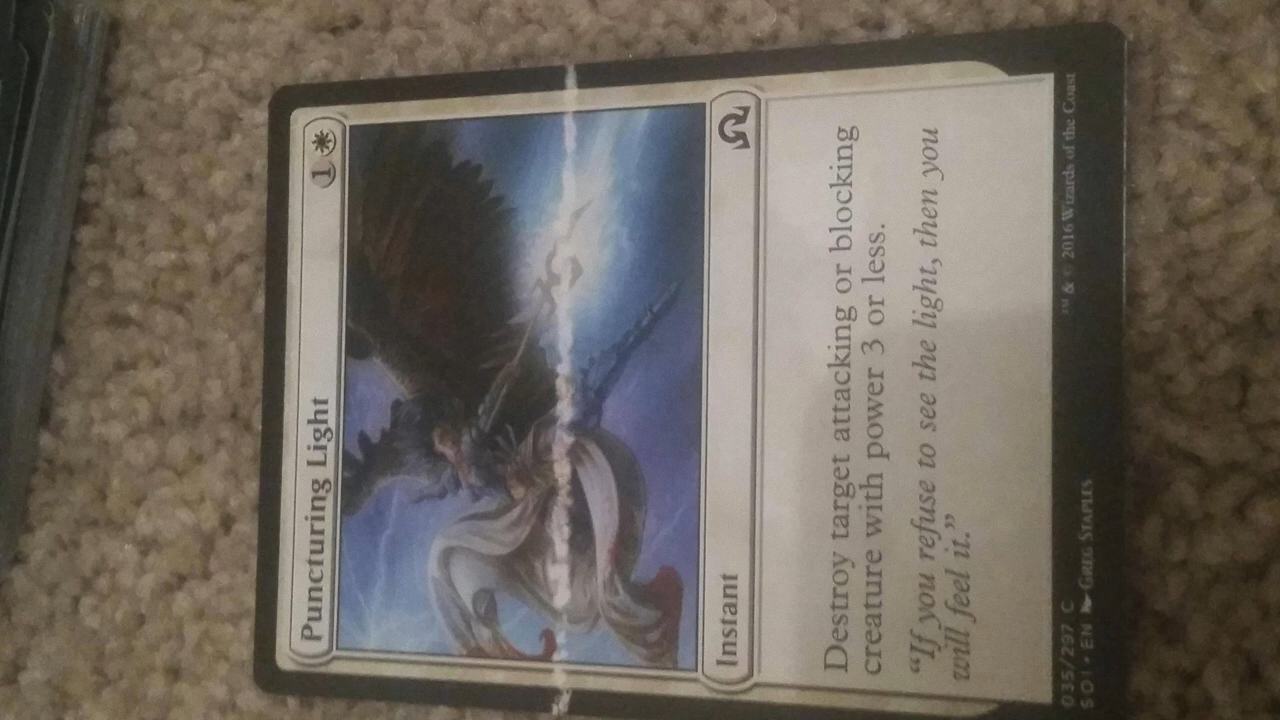 Puncturing Light 1
Instant
Destroy target attacking or blocking
creature with power 3 or less.
“If you refuse to see the light, then you
will feel it.”
035/297 C
SOI • EN Greg Staples
™ & © 2016 Wizards of the Coast